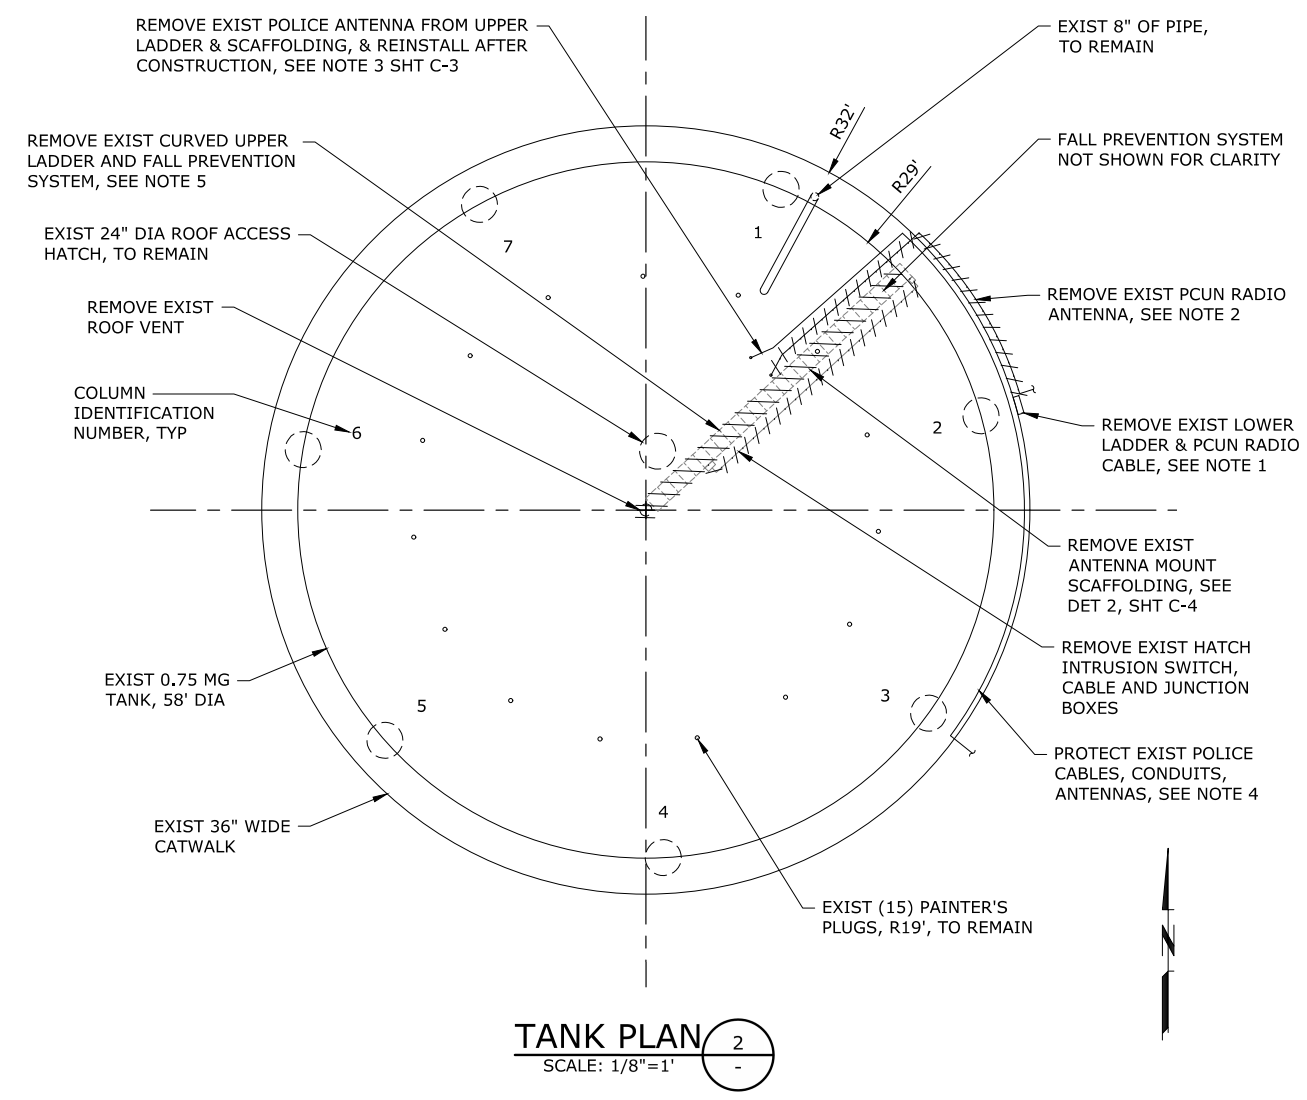 REMOVE EXIST POLICE ANTENNA FROM UPPER
LADDER & SCAFFOLDING, & REINSTALL AFTER
CONSTRUCTION, SEE NOTE 3 SHT C-3
EXIST 8" OF PIPE,
TO REMAIN
REMOVE EXIST CURVED UPPER
LADDER AND FALL PREVENTION
SYSTEM, SEE NOTE 5
R32'
R29'
FALL PREVENTION SYSTEM
NOT SHOWN FOR CLARITY
EXIST 24" DIA ROOF ACCESS
HATCH, TO REMAIN
7
1
REMOVE EXIST
ROOF VENT
REMOVE EXIST PCUN RADIO
ANTENNA, SEE NOTE 2
COLUMN
IDENTIFICATION
NUMBER, TYP
6
2
REMOVE EXIST LOWER
LADDER & PCUN RADIO
CABLE, SEE NOTE 1
REMOVE EXIST
ANTENNA MOUNT
SCAFFOLDING, SEE
DET 2, SHT C-4
REMOVE EXIST HATCH
INTRUSION SWITCH,
CABLE AND JUNCTION
BOXES
EXIST 0.75 MG
TANK, 58' DIA
5
3
PROTECT EXIST POLICE
CABLES, CONDUITS,
ANTENNAS, SEE NOTE 4
EXIST 36" WIDE
CATWALK
4
EXIST (15) PAINTER'S
PLUGS, R19', TO REMAIN
N
TANK PLAN
SCALE: 1/8"=1'
2
-